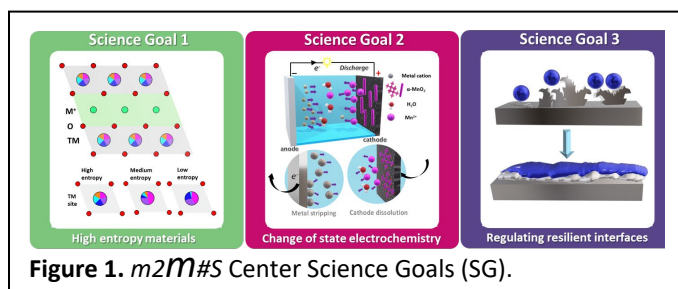 Science Goal 1
M⁺
O
TM
High entropy
Medium entropy
Low entropy
TM site
High entropy materials
Science Goal 2
Discharge
e⁻
−
+
Metal cation
α-MnO₂
H₂O
Mn²⁺
anode
cathode
e⁻
Metal stripping
Cathode dissolution
Change of state electrochemistry
Science Goal 3
Regulating resilient interfaces
Figure 1. m2m#S Center Science Goals (SG).